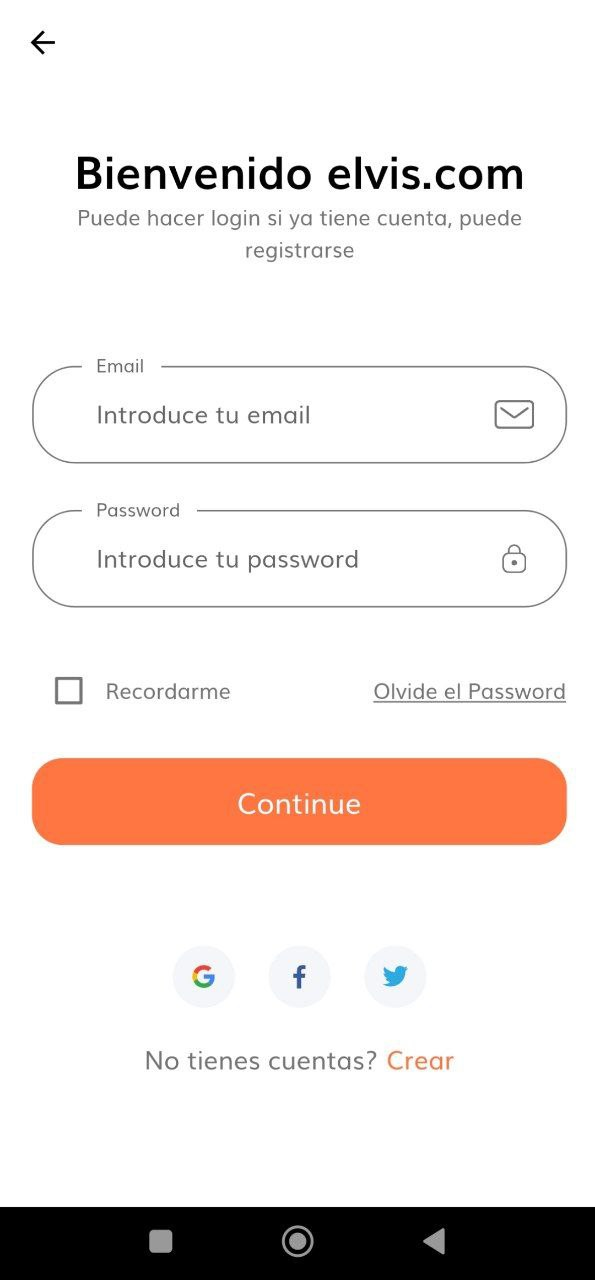 Bienvenido elvis.com
Puede hacer login si ya tiene cuenta, puede
registrarse
Email
Introduce tu email
Password
Introduce tu password
Recordarme
Olvide el Password
Continue
No tienes cuentas? Crear